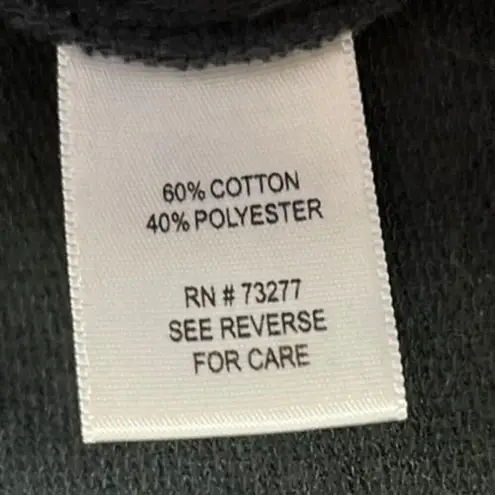 60% COTTON
40% POLYESTER
RN # 73277
SEE REVERSE
FOR CARE